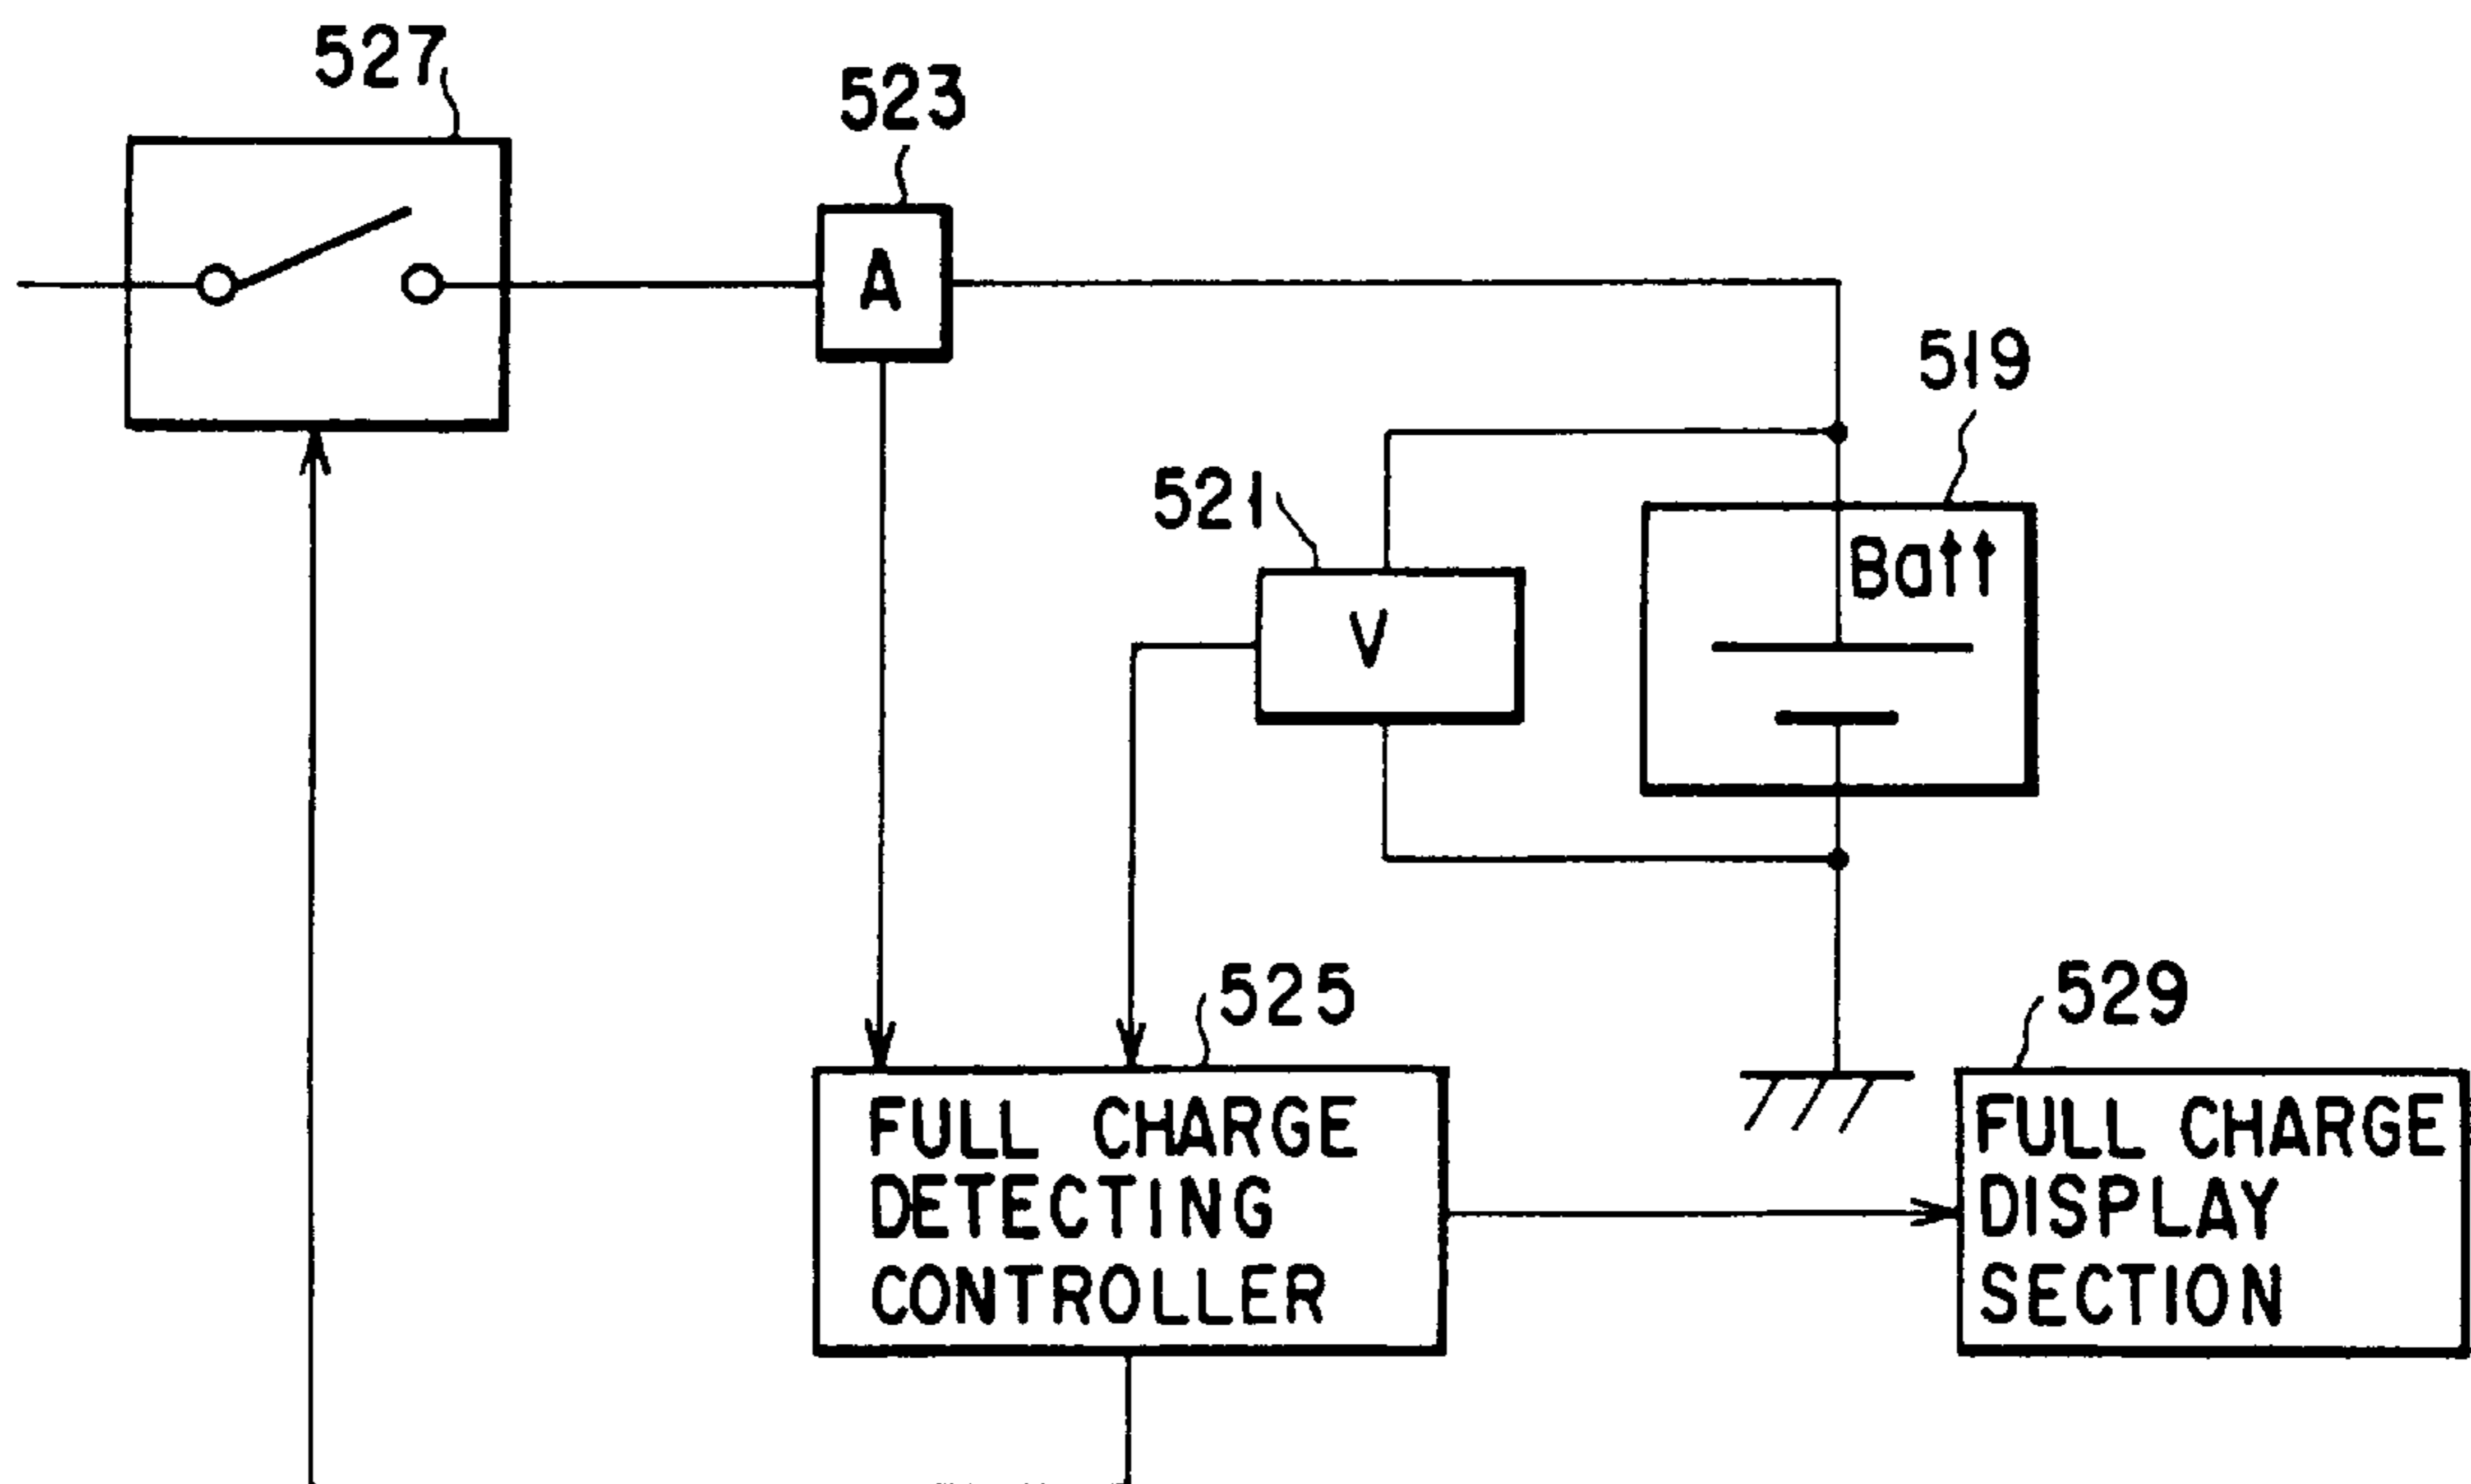 527
523
A
519
521
Batt
V
525
529
FULL CHARGE
DETECTING
CONTROLLER
FULL CHARGE
DISPLAY
SECTION